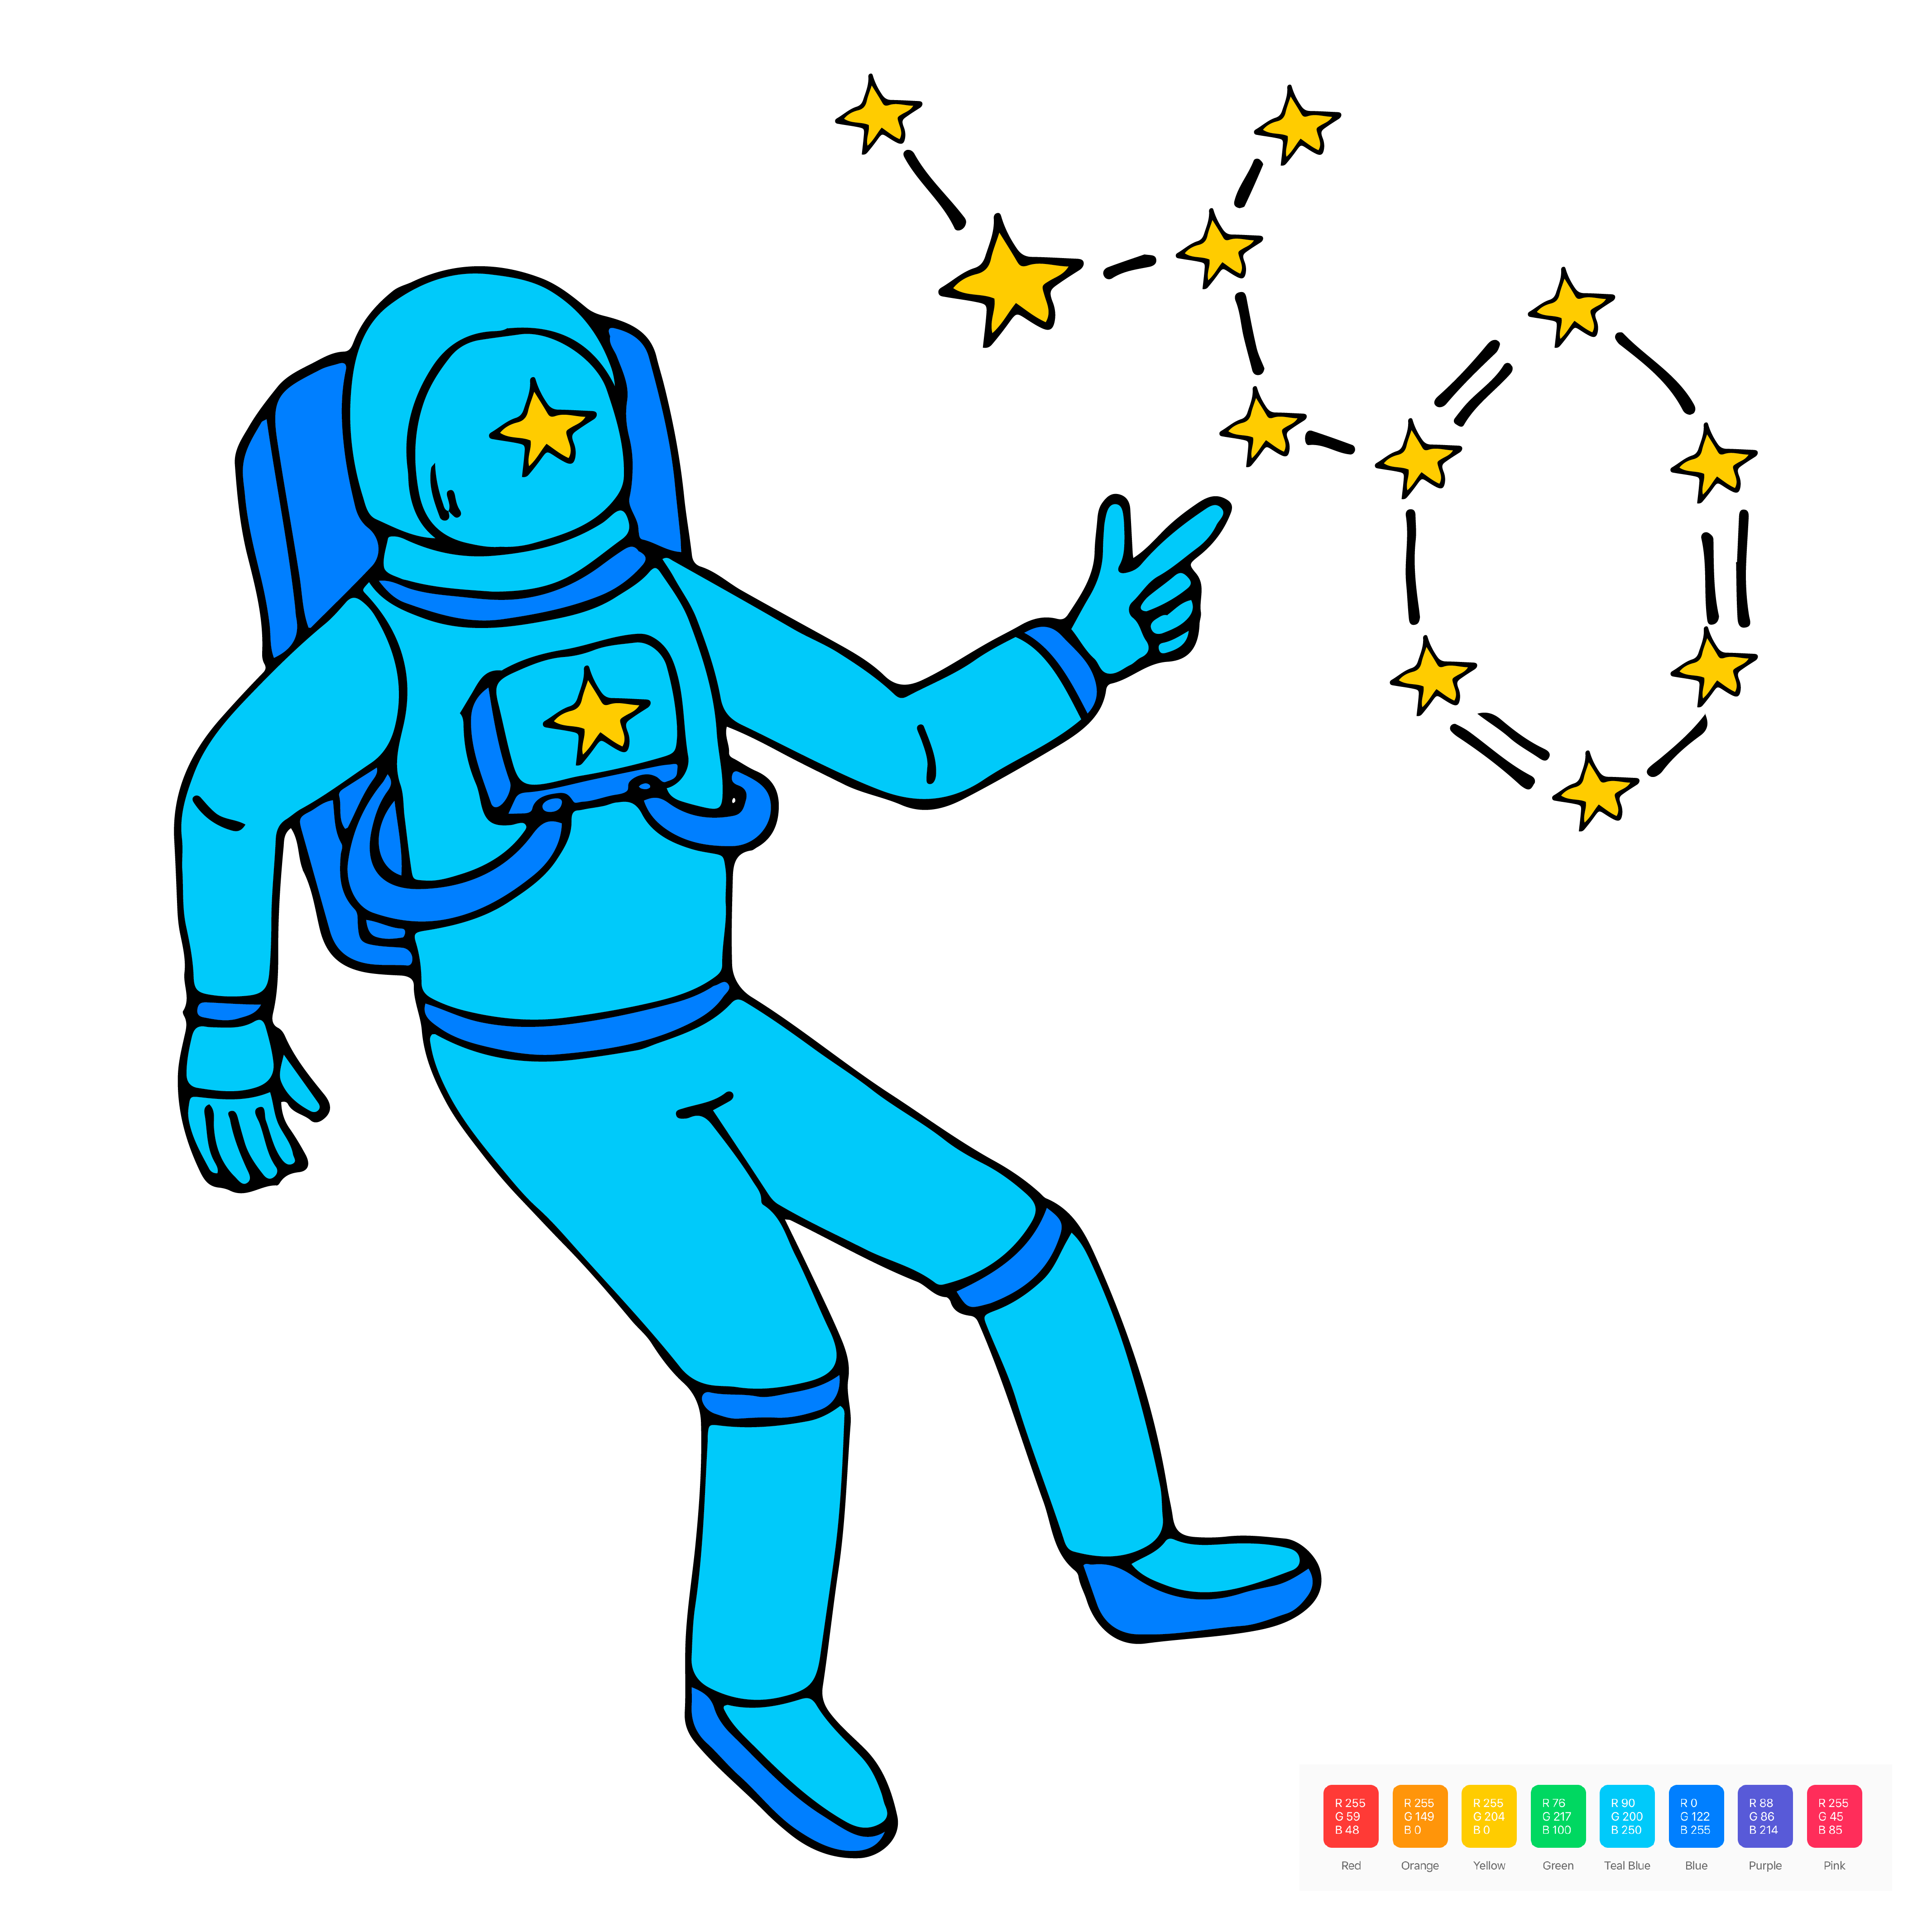 R 255
G 59
B 48
Red
R 255
G 149
B 0
Orange
R 255
G 204
B 0
Yellow
R 76
G 217
B 100
Green
R 90
G 200
B 250
Teal Blue
R 0
G 122
B 255
Blue
R 88
G 86
B 214
Purple
R 255
G 45
B 85
Pink